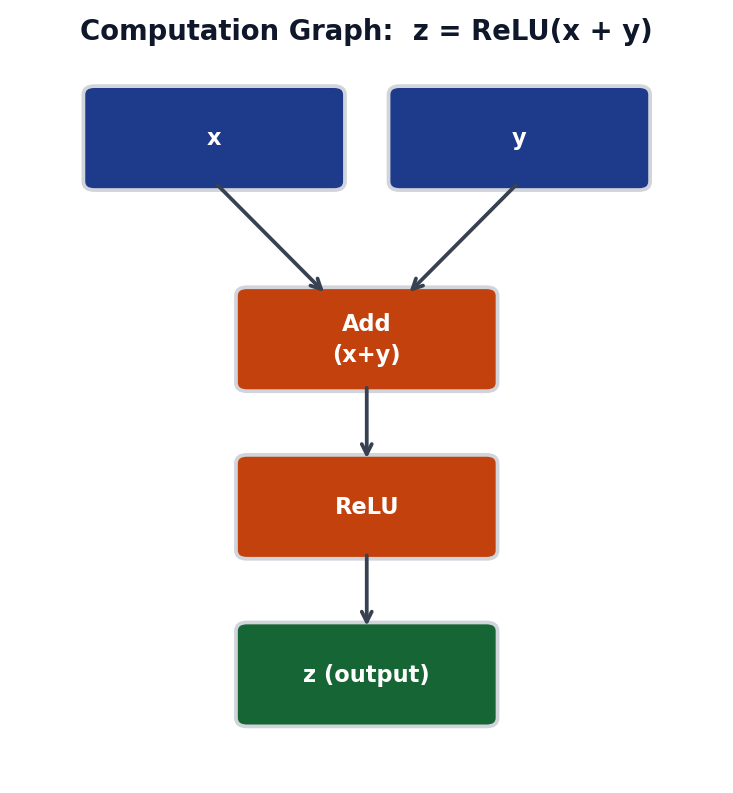 Computation Graph:  z = ReLU(x + y)
x
y
Add
(x+y)
ReLU
z (output)